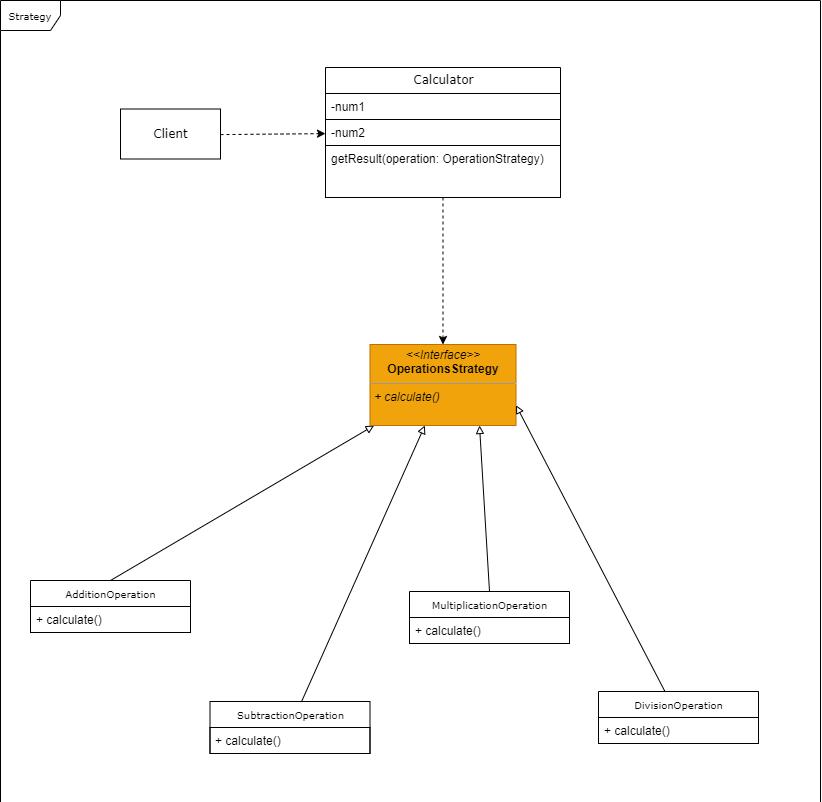 Strategy
Calculator
-num1
Client
-num2
getResult(operation: OperationStrategy)
<<Interface>>
OperationsStrategy
+ calculate()
AdditionOperation
+ calculate()
MultiplicationOperation
+ calculate()
SubtractionOperation
+ calculate()
DivisionOperation
+ calculate()